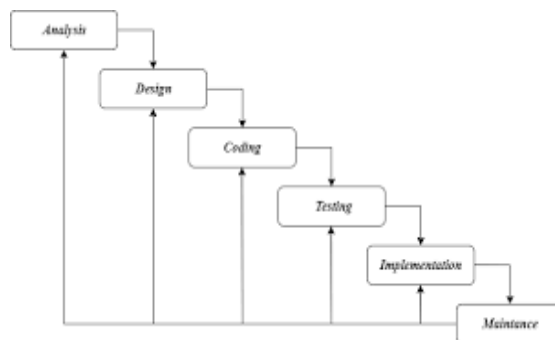 Analysis
Design
Coding
Testing
Implementation
Maintance